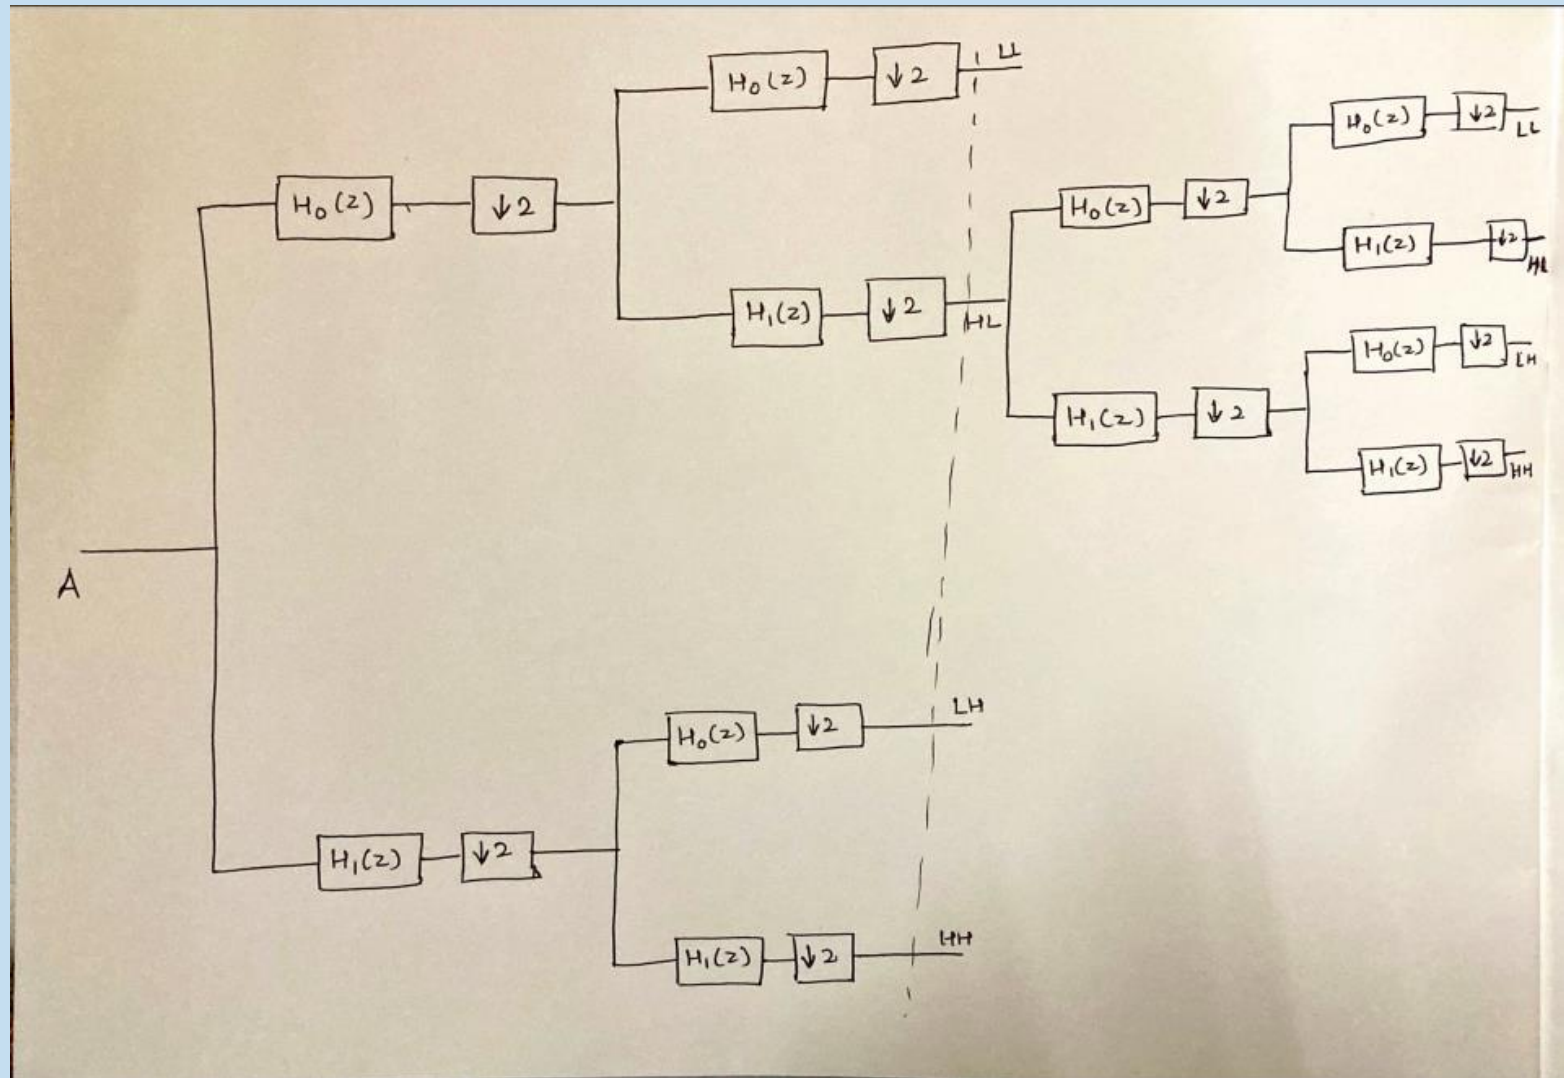 H₀(z) ↓2 LL
H₀(z) ↓2 LL
H₀(z) ↓2
H₀(z) ↓2
H₁(z) ↓2 HL
H₁(z) ↓2 HL
H₀(z) ↓2 LH
H₁(z) ↓2
H₁(z) ↓2 HH
A
H₀(z) ↓2 LH
H₁(z) ↓2
H₁(z) ↓2 HH